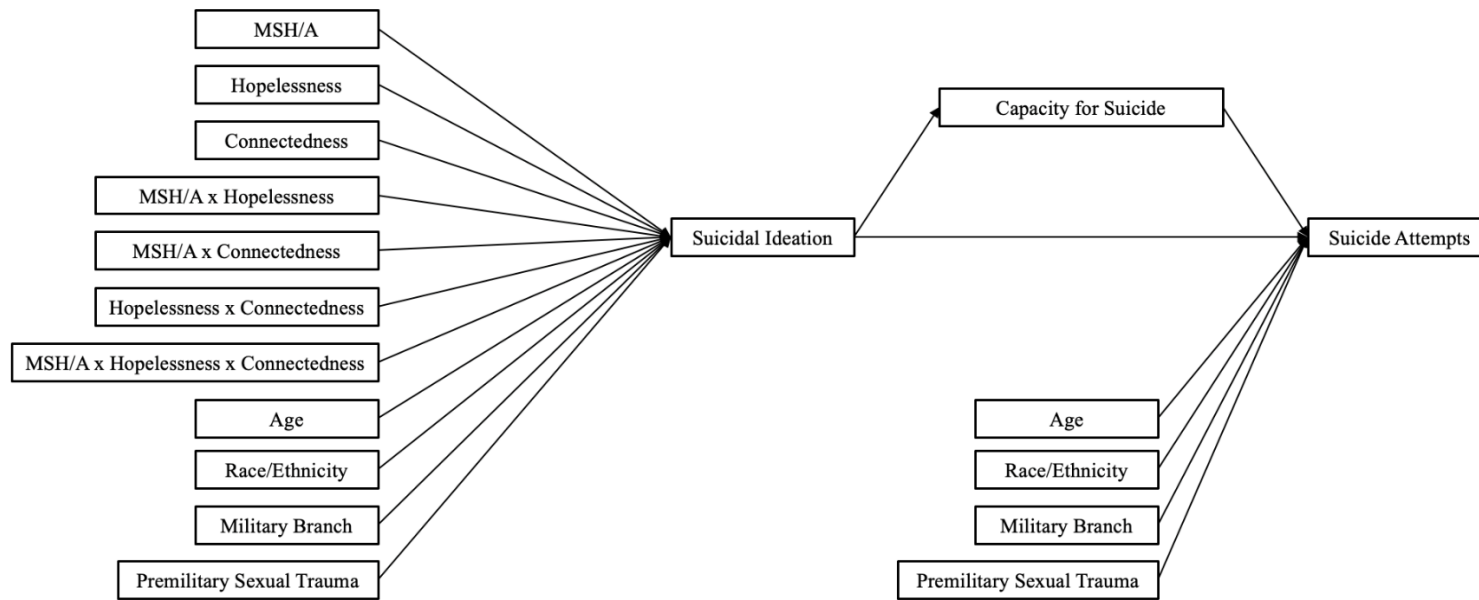 MSH/A
Hopelessness
Connectedness
MSH/A x Hopelessness
MSH/A x Connectedness
Hopelessness x Connectedness
MSH/A x Hopelessness x Connectedness
Age
Race/Ethnicity
Military Branch
Premilitary Sexual Trauma
Suicidal Ideation
Capacity for Suicide
Suicide Attempts
Age
Race/Ethnicity
Military Branch
Premilitary Sexual Trauma